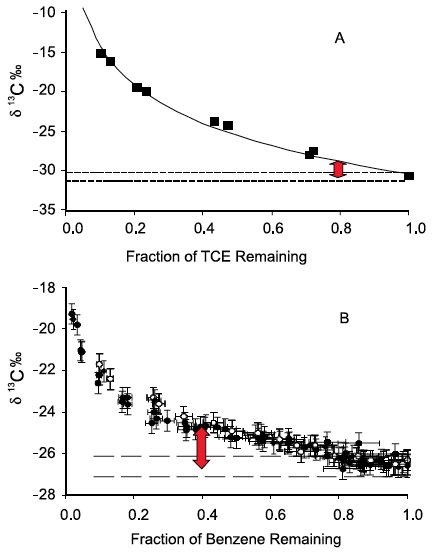 −10
−15
−20
−25
−30
−35
δ ¹³C‰
A
0.0 0.2 0.4 0.6 0.8 1.0
Fraction of TCE Remaining
−18
−20
−22
−24
−26
−28
δ ¹³C‰
B
0.0 0.2 0.4 0.6 0.8 1.0
Fraction of Benzene Remaining